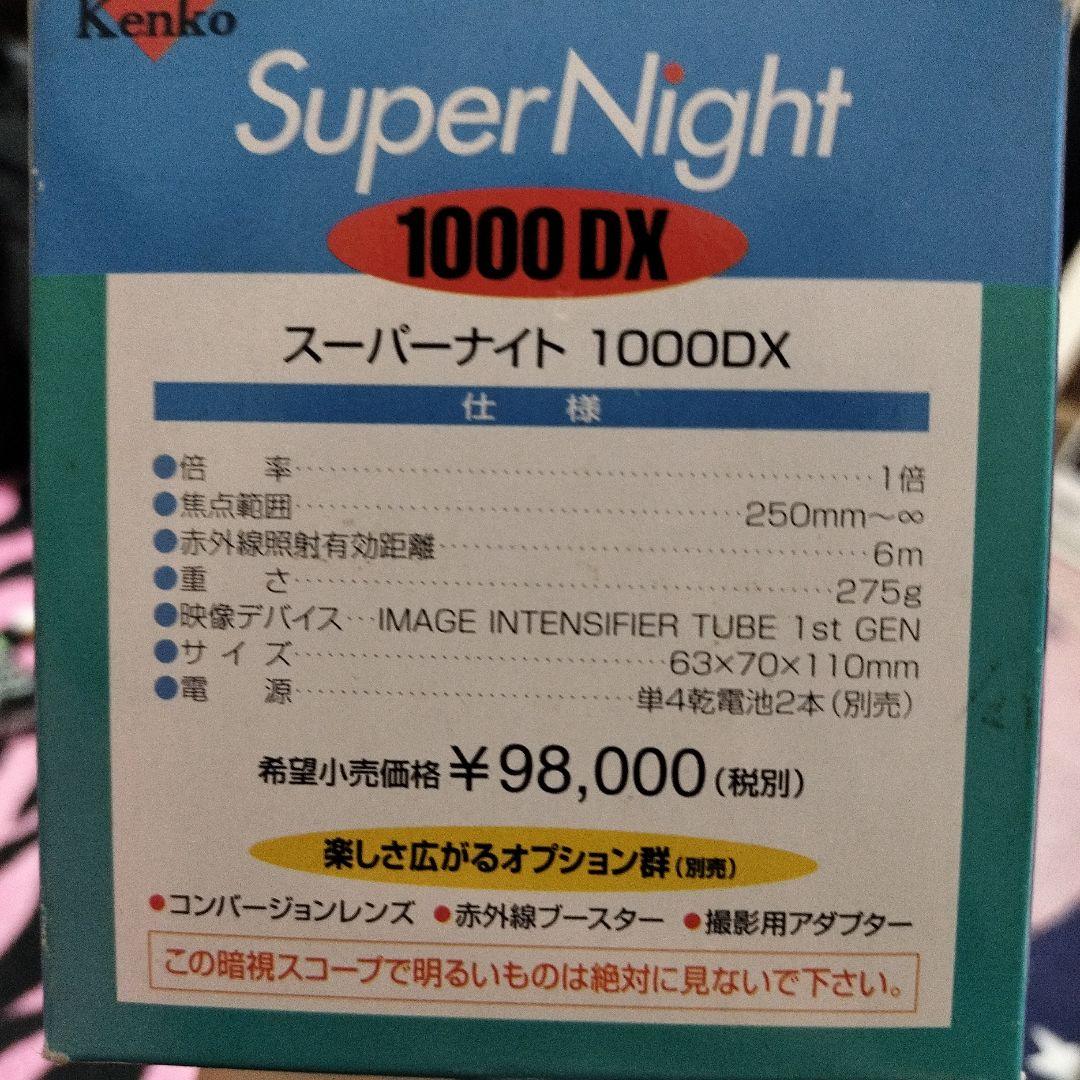 Kenko
SuperNight
1000 DX
スーパーナイト 1000DX
仕 様
●倍 率……1倍
●焦点範囲……250mm〜∞
●赤外線照射有効距離……6m
●重 さ……275g
●映像デバイス…IMAGE INTENSIFIER TUBE 1st GEN
●サイズ……63×70×110mm
●電 源……単4乾電池2本(別売)
希望小売価格¥98,000(税別)
楽しさ広がるオプション群(別売)
●コンバージョンレンズ ●赤外線ブースター ●撮影用アダプター
この暗視スコープで明るいものは絶対に見ないで下さい。